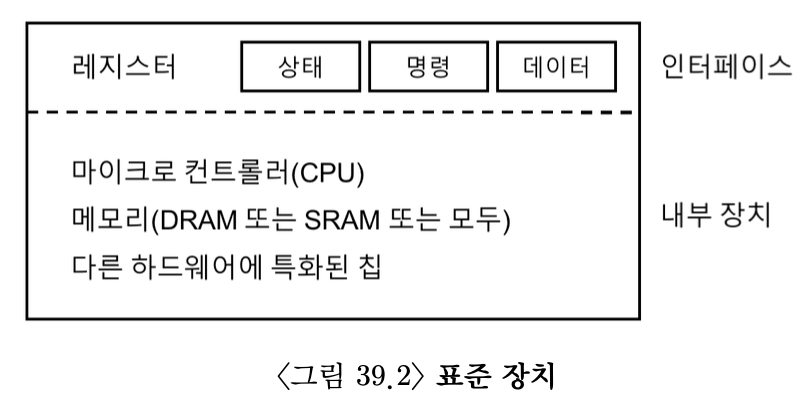 레지스터 상태 명령 데이터 인터페이스
마이크로 컨트롤러(CPU)
메모리(DRAM 또는 SRAM 또는 모두) 내부 장치
다른 하드웨어에 특화된 칩
〈그림 39.2〉 표준 장치